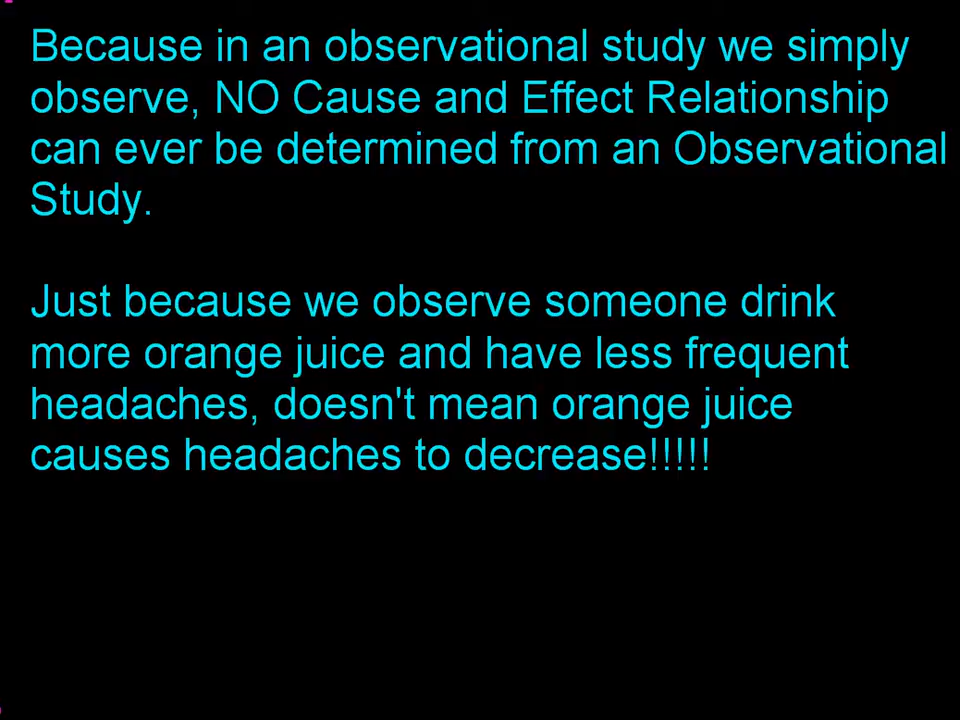 Because in an observational study we simply
observe, NO Cause and Effect Relationship
can ever be determined from an Observational
Study.
Just because we observe someone drink
more orange juice and have less frequent
headaches, doesn't mean orange juice
causes headaches to decrease!!!!!